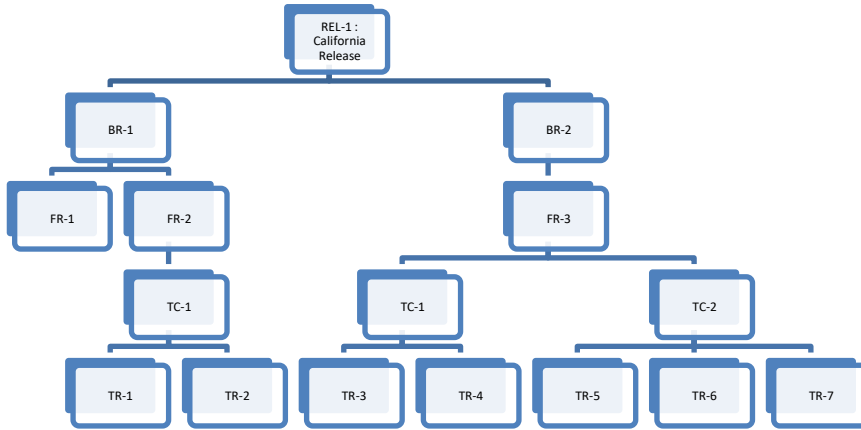 REL-1 :
California
Release
BR-1
BR-2
FR-1
FR-2
FR-3
TC-1
TC-1
TC-2
TR-1
TR-2
TR-3
TR-4
TR-5
TR-6
TR-7